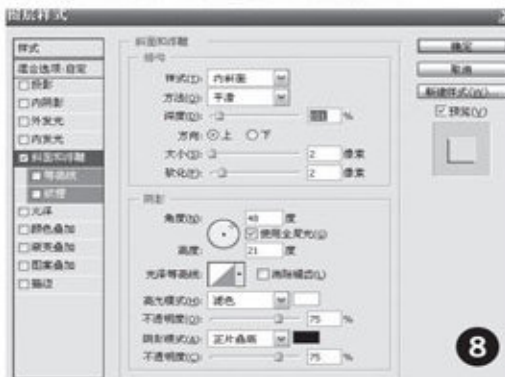 图层样式
样式
混合选项:自定
投影
内阴影
外发光
内发光
斜面和浮雕
等高线
纹理
光泽
颜色叠加
渐变叠加
图案叠加
描边
斜面和浮雕
结构
样式(T): 内斜面
方法(Q): 平滑
深度(D): %
方向: 上 下
大小(S): 2 像素
软化(F): 2 像素
阴影
角度(N): 48 度
使用全局光(G)
高度: 21 度
光泽等高线: 消除锯齿(L)
高光模式(H): 滤色
不透明度(O): 75 %
阴影模式(A): 正片叠底
不透明度(C): 75 %
确定
取消
新建样式(W)...
预览(V)
8